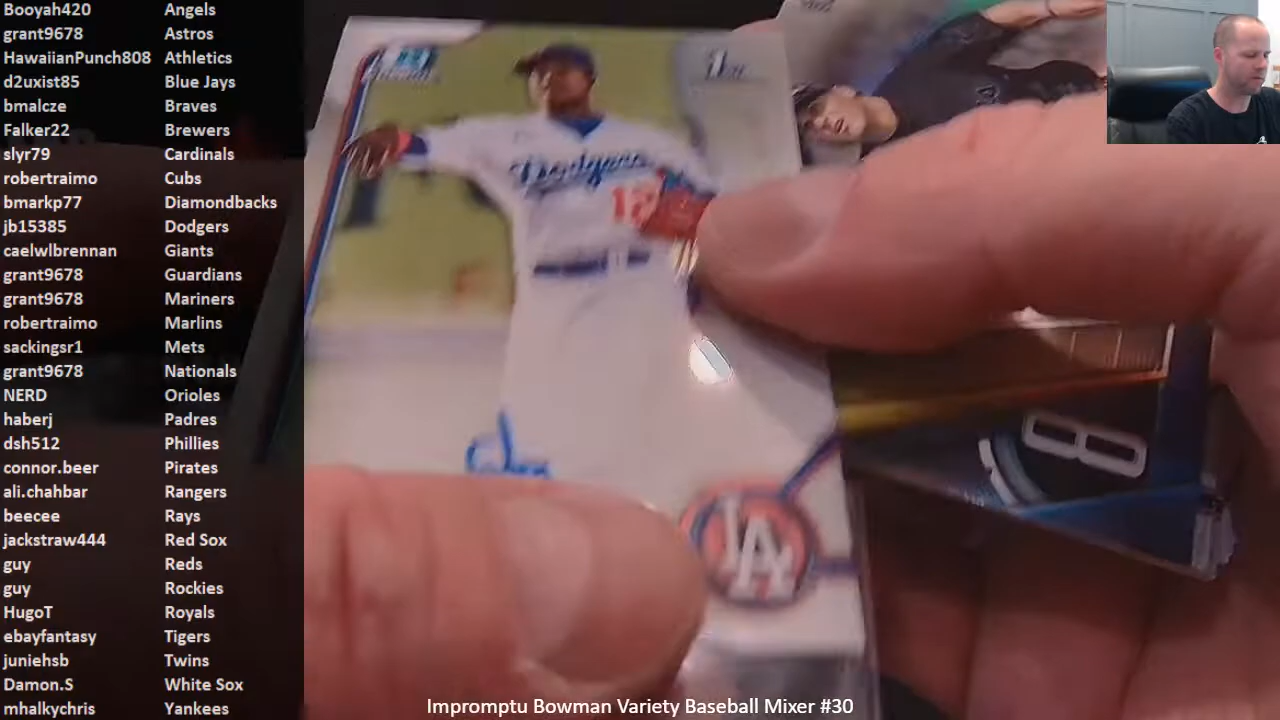 Booyah420 Angels
grant9678 Astros
HawaiianPunch808 Athletics
d2uxist85 Blue Jays
bmalcze Braves
Falker22 Brewers
slyr79 Cardinals
robertraimo Cubs
bmarkp77 Diamondbacks
jb15385 Dodgers
caelwlbrennan Giants
grant9678 Guardians
grant9678 Mariners
robertraimo Marlins
sackingsr1 Mets
grant9678 Nationals
NERD Orioles
haberj Padres
dsh512 Phillies
connor.beer Pirates
ali.chahbar Rangers
beecee Rays
jackstraw444 Red Sox
guy Reds
guy Rockies
HugoT Royals
ebayfantasy Tigers
juniehsb Twins
Damon.S White Sox
mhalkychris Yankees
1st
Dodgers
12
LA
8
Impromptu Bowman Variety Baseball Mixer #30